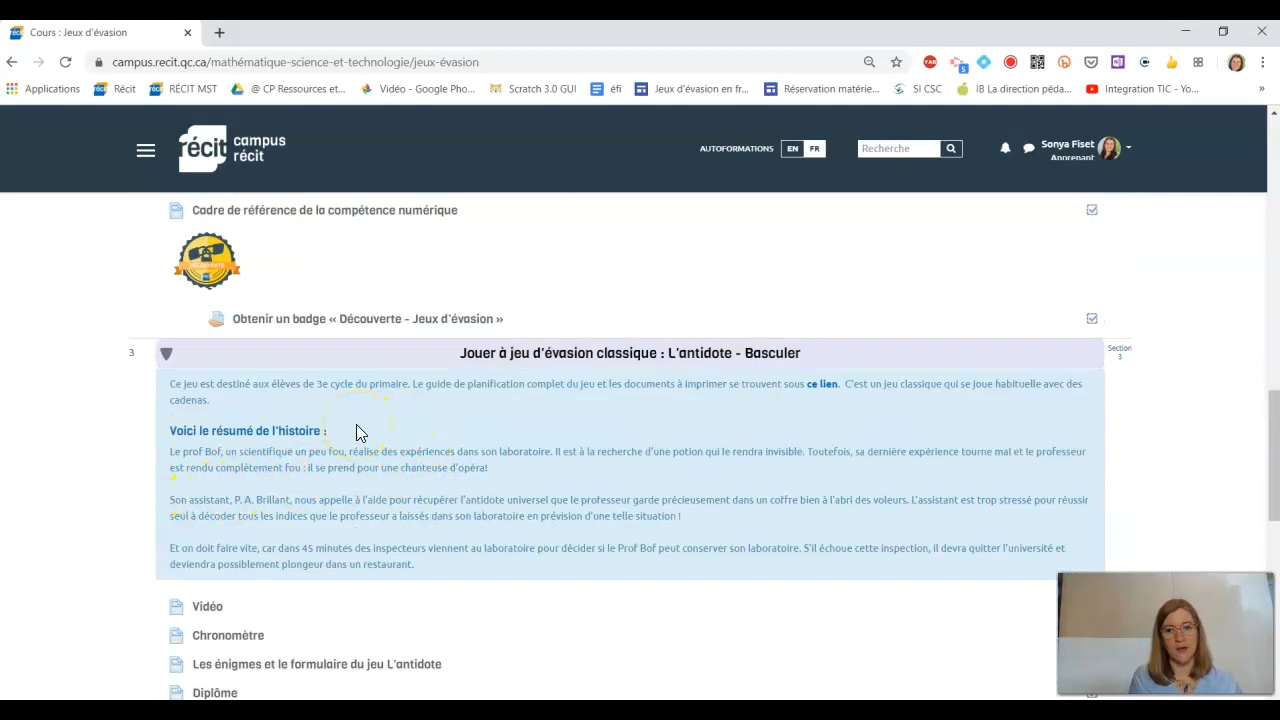 Cours : Jeux d'évasion
campus.recit.qc.ca/mathématique-science-et-technologie/jeux-évasion
5
Applications
Récit
RÉCIT MST
@ CP Ressources et...
Vidéo - Google Pho...
Scratch 3.0 GUI
éfi
Jeux d'évasion en fr...
Réservation matérie...
SI CSC
IB La direction péda...
Integration TIC - Yo...
récit campus
récit
AUTOFORMATIONS EN FR
Recherche
Sonya Fiset
Apprenant
Cadre de référence de la compétence numérique
DÉCOUVERTE
Obtenir un badge « Découverte - Jeux d'évasion »
3
Jouer à jeu d'évasion classique : L'antidote - Basculer
Section
3
Ce jeu est destiné aux élèves de 3e cycle du primaire. Le guide de planification complet du jeu et les documents à imprimer se trouvent sous ce lien. C'est un jeu classique qui se joue habituelle avec des
cadenas.
Voici le résumé de l'histoire :
Le prof Bof, un scientifique un peu fou, réalise des expériences dans son laboratoire. Il est à la recherche d'une potion qui le rendra invisible. Toutefois, sa dernière expérience tourne mal et le professeur
est rendu complètement fou : il se prend pour une chanteuse d'opéra!
Son assistant, P. A. Brillant, nous appelle à l'aide pour récupérer l'antidote universel que le professeur garde précieusement dans un coffre bien à l'abri des voleurs. L'assistant est trop stressé pour réussir
seul à décoder tous les indices que le professeur a laissés dans son laboratoire en prévision d'une telle situation !
Et on doit faire vite, car dans 45 minutes des inspecteurs viennent au laboratoire pour décider si le Prof Bof peut conserver son laboratoire. S'il échoue cette inspection, il devra quitter l'université et
deviendra possiblement plongeur dans un restaurant.
Vidéo
Chronomètre
Les énigmes et le formulaire du jeu L'antidote
Diplôme